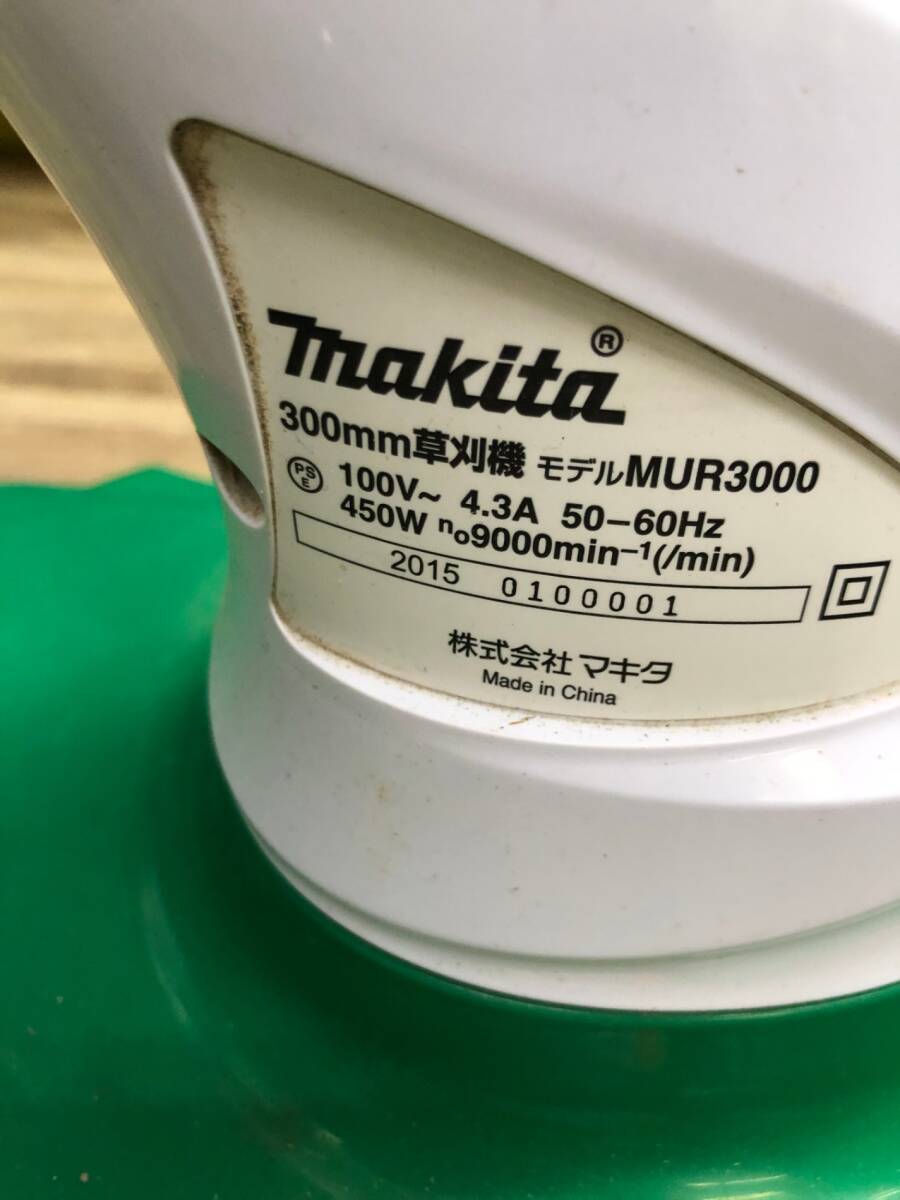 makita®
300mm草刈機 モデルMUR3000
PS E 100V~ 4.3A 50-60Hz
450W n₀9000min⁻¹(/min)
2015 0100001
株式会社 マキタ
Made in China